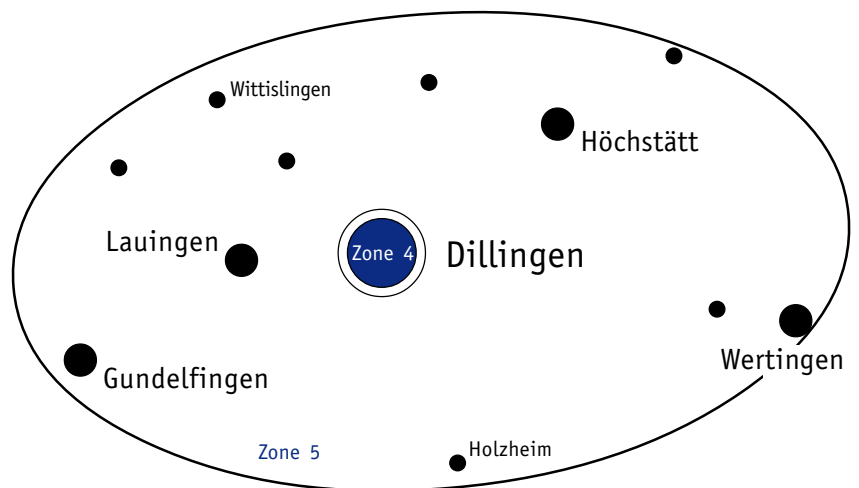 Wittislingen
Höchstätt
Lauingen
Zone 4
Dillingen
Wertingen
Gundelfingen
Zone 5
Holzheim